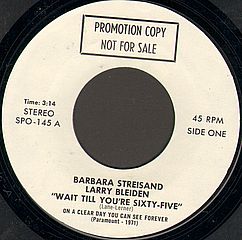 PROMOTION COPY
NOT FOR SALE
Time: 3:14
STEREO
SPO-145 A
45 RPM
SIDE ONE
BARBARA STREISAND
LARRY BLEIDEN
"WAIT TILL YOU'RE SIXTY-FIVE"
(Lane-Lerner)
ON A CLEAR DAY YOU CAN SEE FOREVER
(Paramount - 1971)